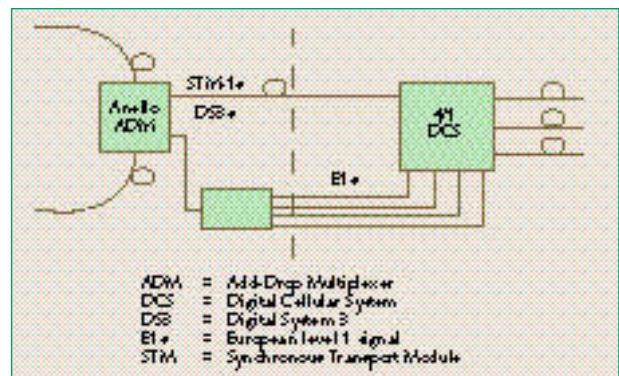 STM-1e
DS3e
Anello
ADM
4/1
DCS
E1e
ADM = Add-Drop Multiplexer
DCS = Digital Cellular System
DS3 = Digital System 3
E1e = European level 1 signal
STM = Synchronous Transport Module